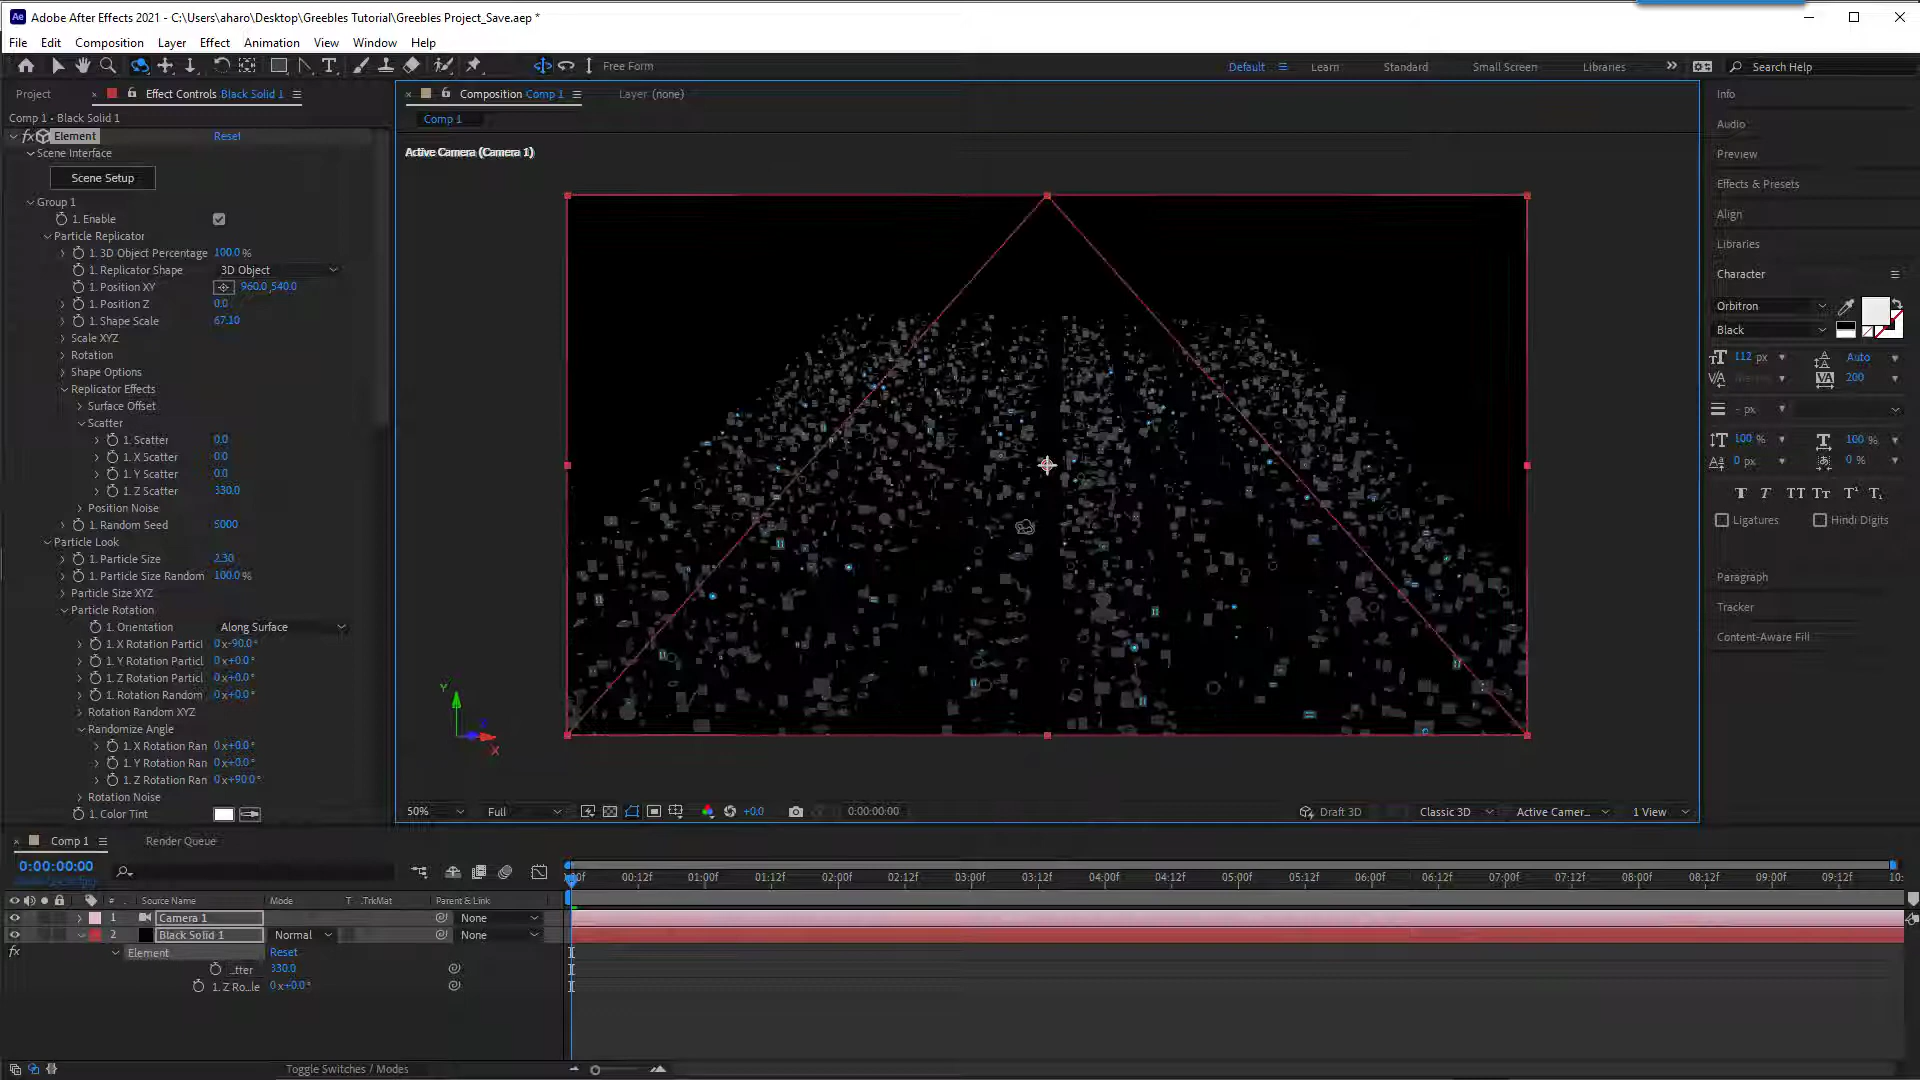 Adobe After Effects 2021 - C:\Users\aharo\Desktop\Greebles Tutorial\Greebles Project_Save.aep *
File Edit Composition Layer Effect Animation View Window Help
Free Form
Default Learn Standard Small Screen Libraries Search Help
Project
Effect Controls Black Solid 1
Comp 1 • Black Solid 1
Element Reset
Scene Interface
Scene Setup
Group 1
1. Enable
Particle Replicator
1. 3D Object Percentage 100.0 %
1. Replicator Shape 3D Object
1. Position XY 960.0 ,540.0
1. Position Z 0.0
1. Shape Scale 67.10
Scale XYZ
Rotation
Shape Options
Replicator Effects
Surface Offset
Scatter
1. Scatter 0.0
1. X Scatter 0.0
1. Y Scatter 0.0
1. Z Scatter 330.0
Position Noise
1. Random Seed 5000
Particle Look
1. Particle Size 2.30
1. Particle Size Random 100.0 %
Particle Size XYZ
Particle Rotation
1. Orientation Along Surface
1. X Rotation Particl 0 x-90.0 °
1. Y Rotation Particl 0 x+0.0 °
1. Z Rotation Particl 0 x+0.0 °
1. Rotation Random 0 x+0.0 °
Rotation Random XYZ
Randomize Angle
1. X Rotation Ran 0 x+0.0 °
1. Y Rotation Ran 0 x+0.0 °
1. Z Rotation Ran 0 x+90.0 °
Rotation Noise
1. Color Tint
Composition Comp 1
Layer (none)
Comp 1
Active Camera (Camera 1)
Y
X
50% Full +0.0 0:00:00:00 Draft 3D Classic 3D Active Camer... 1 View
Info
Audio
Preview
Effects & Presets
Align
Libraries
Character
Orbitron
Black
112 px Auto
200
- px
100 % 100 %
0 px 0 %
Ligatures Hindi Digits
Paragraph
Tracker
Content-Aware Fill
Comp 1 Render Queue
0:00:00:00
00:12f 01:00f 01:12f 02:00f 02:12f 03:00f 03:12f 04:00f 04:12f 05:00f 05:12f 06:00f 06:12f 07:00f 07:12f 08:00f 08:12f 09:00f 09:12f 10:
# Source Name Mode T .TrkMat Parent & Link
1 Camera 1 None
2 Black Solid 1 Normal None
fx Element Reset
...tter 330.0
1. Z Ro...le 0 x+0.0 °
Toggle Switches / Modes